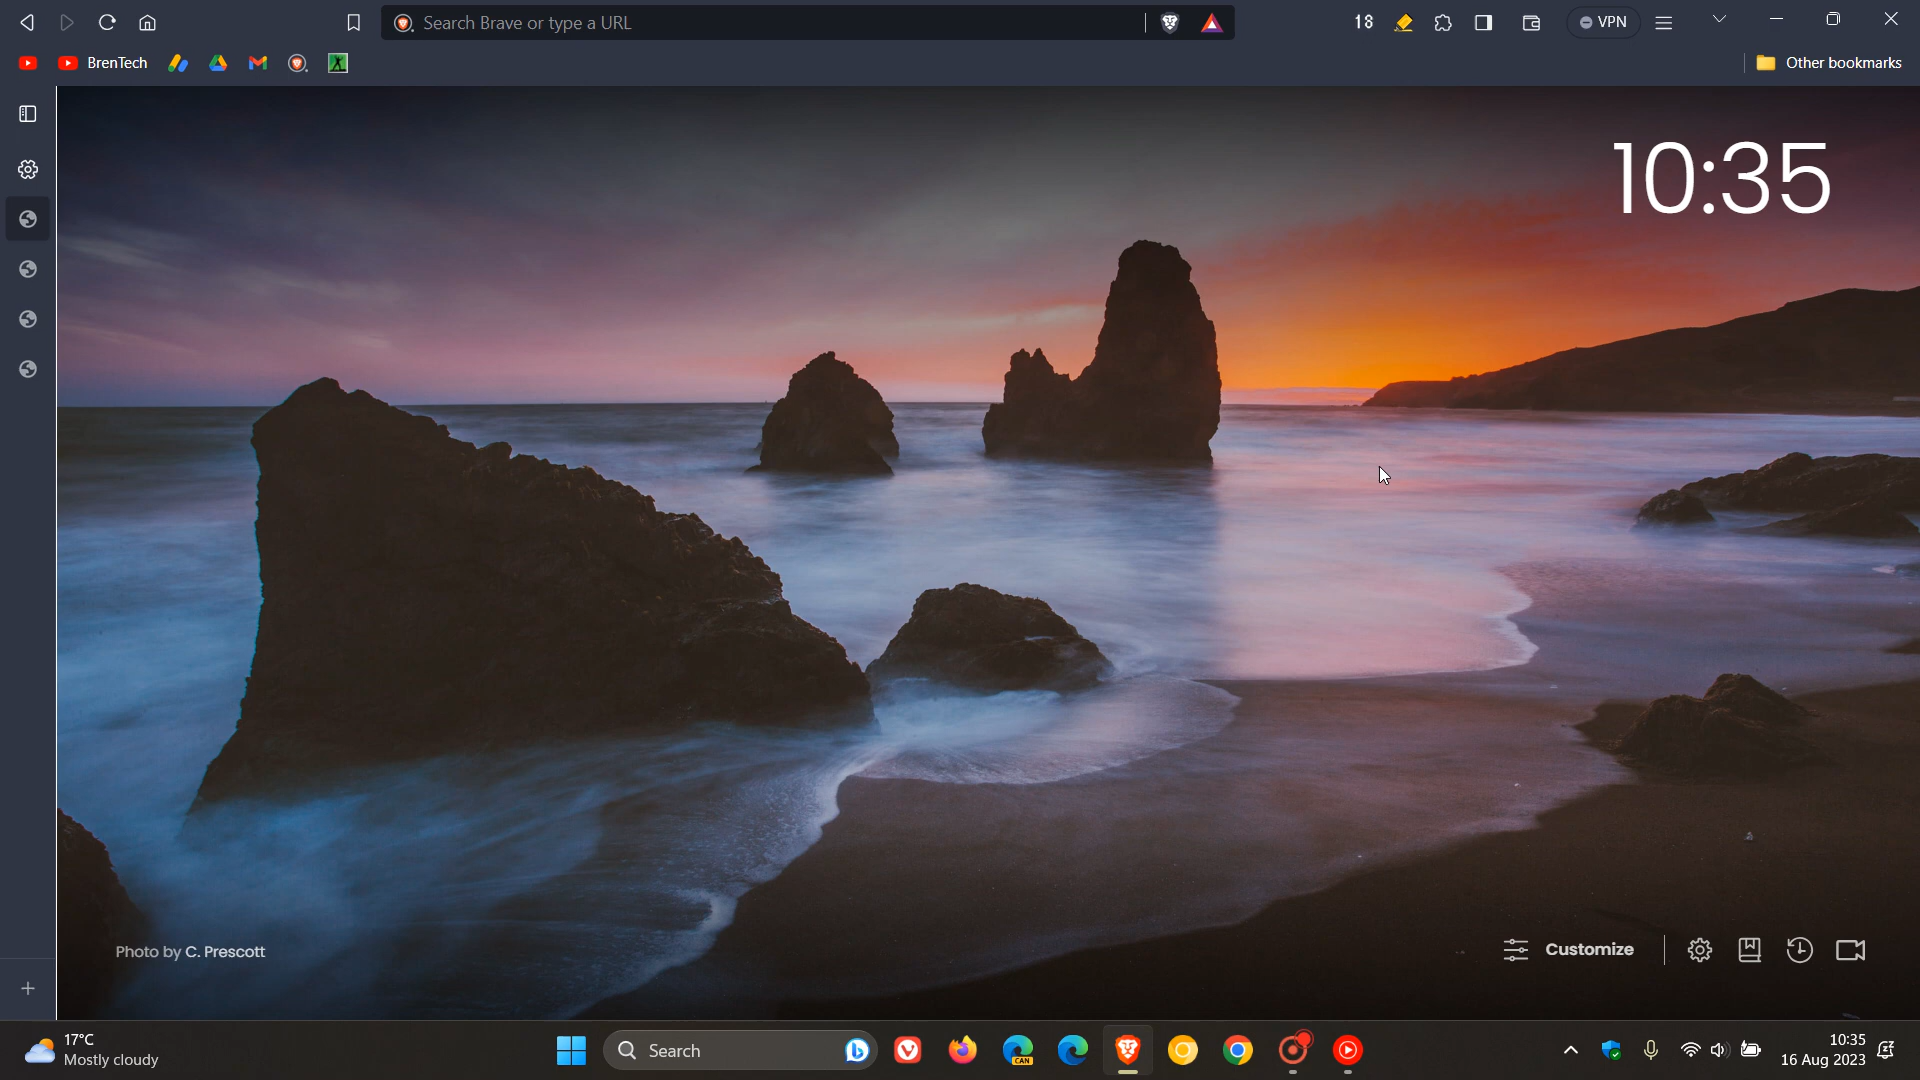 Search Brave or type a URL
18
VPN
BrenTech
Other bookmarks
10:35
Photo by C. Prescott
Customize
17°C
Mostly cloudy
Search
CAN
10:35
16 Aug 2023